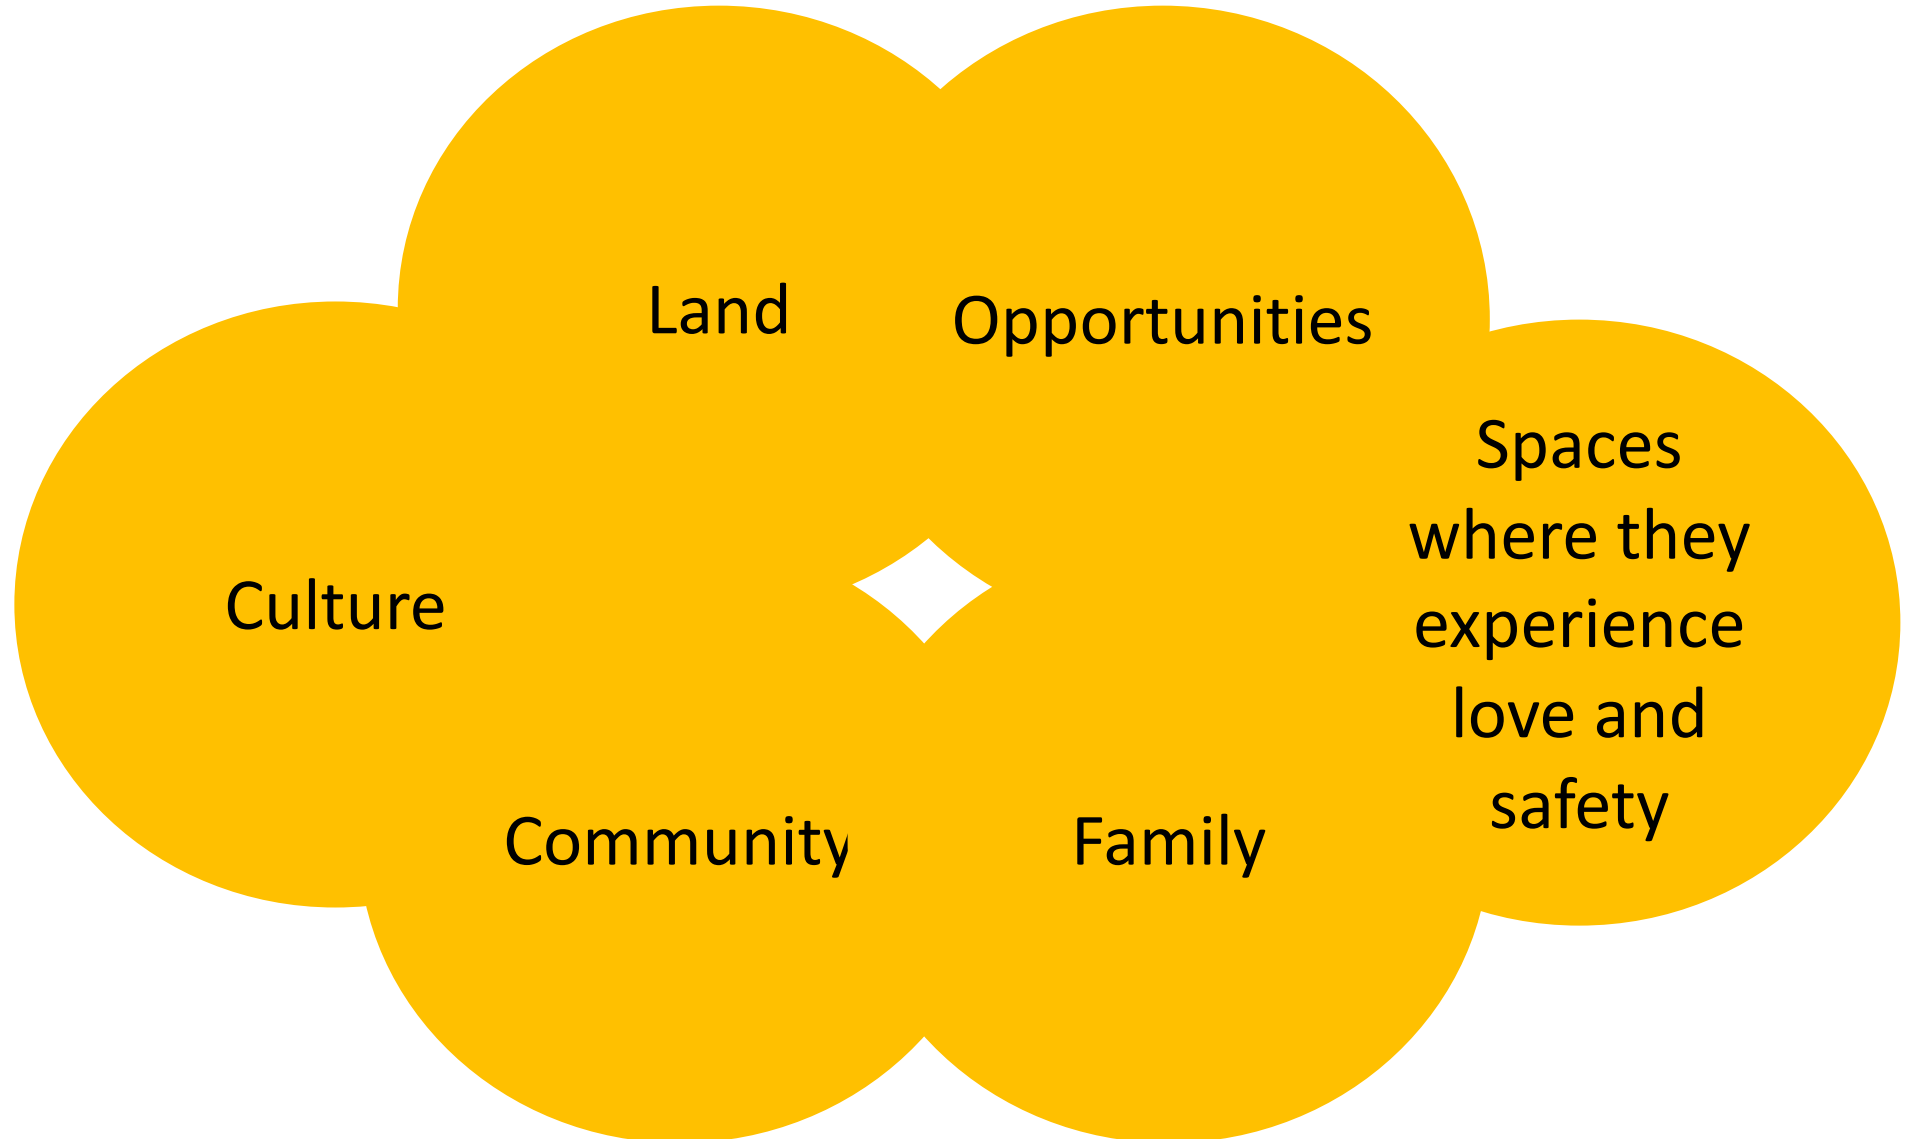 Land
Opportunities
Culture
Spaces
where they
experience
love and
safety
Community
Family